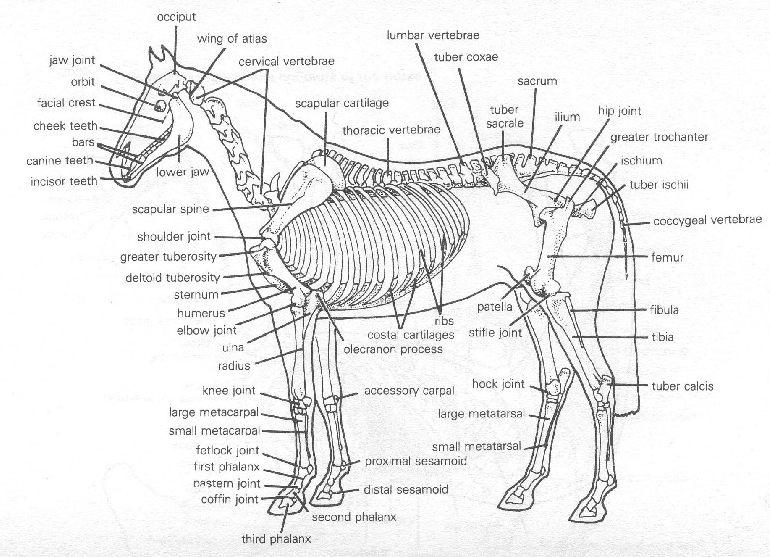 occiput
wing of atlas
jaw joint
cervical vertebrae
orbit
facial crest
cheek teeth
bars
canine teeth
incisor teeth
lower jaw
scapular cartilage
thoracic vertebrae
lumbar vertebrae
tuber coxae
sacrum
tuber
sacrale
ilium
hip joint
greater trochanter
ischium
tuber ischii
coccygeal vertebrae
scapular spine
shoulder joint
greater tuberosity
deltoid tuberosity
sternum
humerus
elbow joint
ulna
radius
ribs
costal cartilages
olecranon process
patella
stifle joint
femur
fibula
tibia
knee joint
accessory carpal
large metacarpal
small metacarpal
fetlock joint
first phalanx
pastern joint
coffin joint
second phalanx
third phalanx
proximal sesamoid
distal sesamoid
hock joint
large metatarsal
small metatarsal
tuber calcis